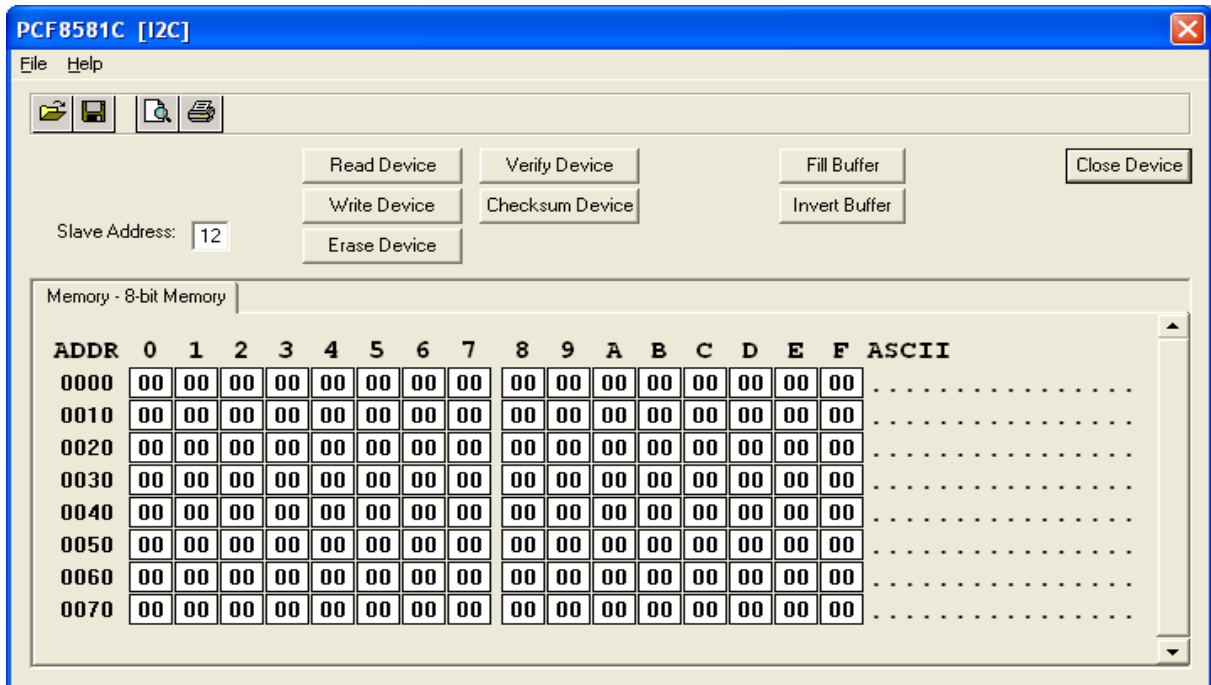 PCF8581C [I2C]
File Help
Read Device Verify Device Fill Buffer Close Device
Write Device Checksum Device Invert Buffer
Slave Address: 12
Erase Device
Memory - 8-bit Memory
ADDR 0 1 2 3 4 5 6 7 8 9 A B C D E F ASCII
0000 00 00 00 00 00 00 00 00 00 00 00 00 00 00 00 00 ................
0010 00 00 00 00 00 00 00 00 00 00 00 00 00 00 00 00 ................
0020 00 00 00 00 00 00 00 00 00 00 00 00 00 00 00 00 ................
0030 00 00 00 00 00 00 00 00 00 00 00 00 00 00 00 00 ................
0040 00 00 00 00 00 00 00 00 00 00 00 00 00 00 00 00 ................
0050 00 00 00 00 00 00 00 00 00 00 00 00 00 00 00 00 ................
0060 00 00 00 00 00 00 00 00 00 00 00 00 00 00 00 00 ................
0070 00 00 00 00 00 00 00 00 00 00 00 00 00 00 00 00 ................